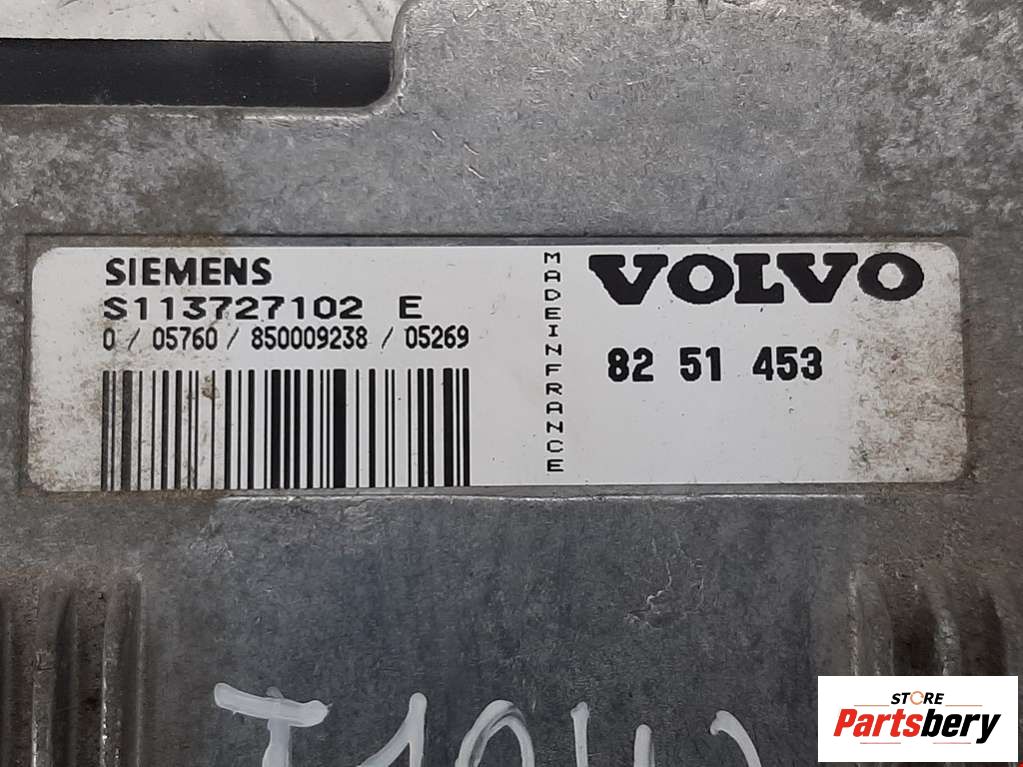 SIEMENS
S113727102 E
0 / 05760 / 850009238 / 05269
MADEINFRANCE
VOLVO
82 51 453
STORE
Partsbery